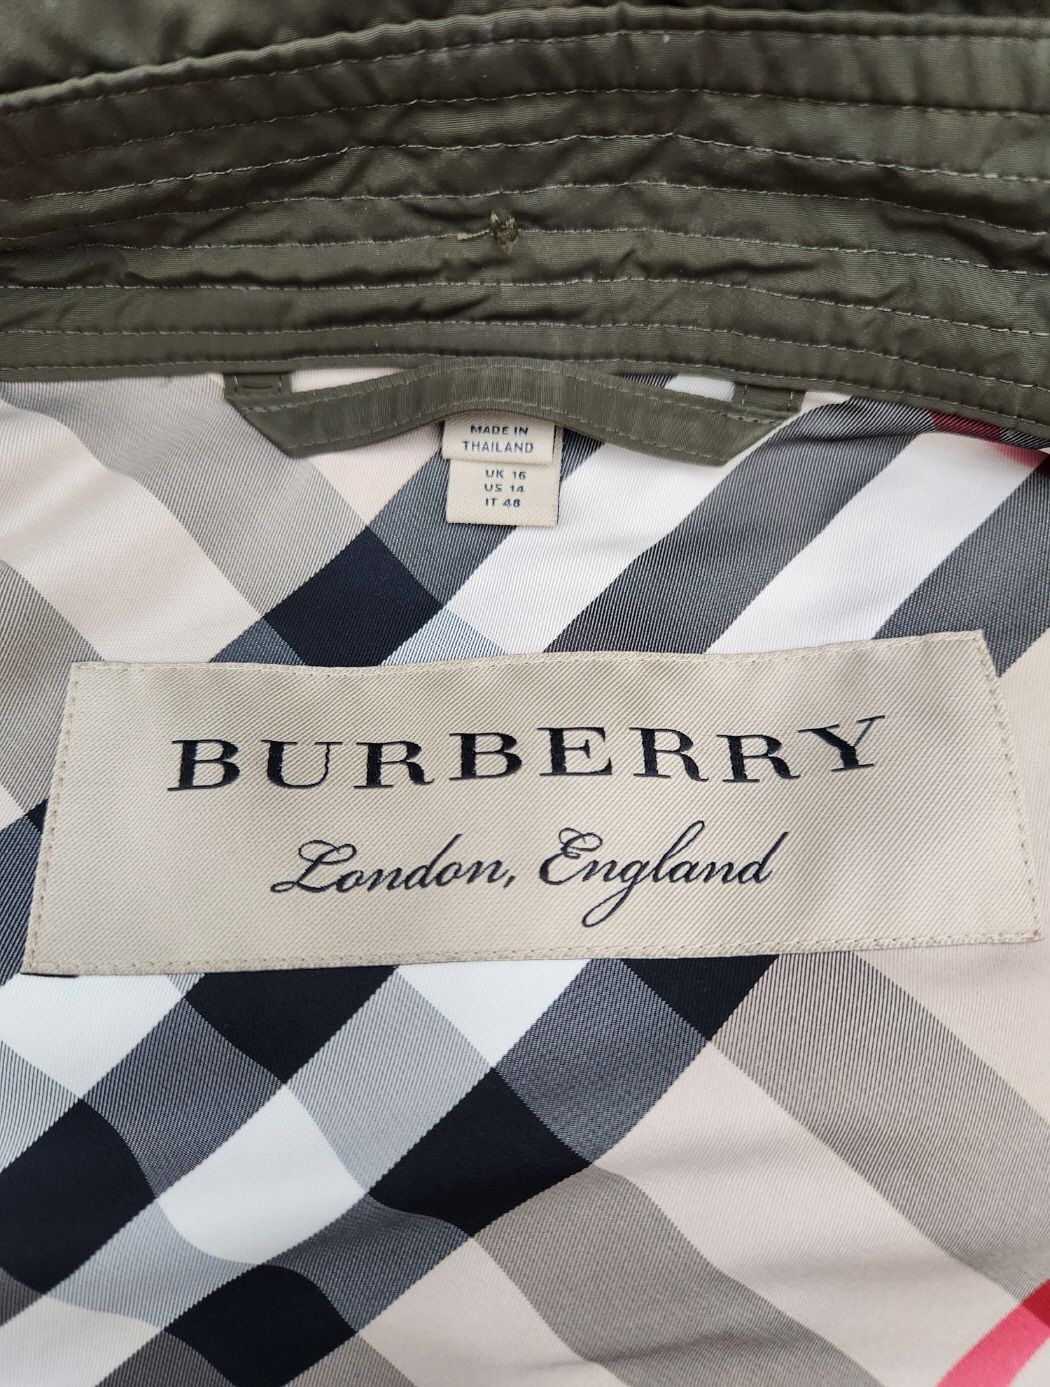 MADE IN
THAILAND
UK 16
US 14
IT 48
BURBERRY
London, England